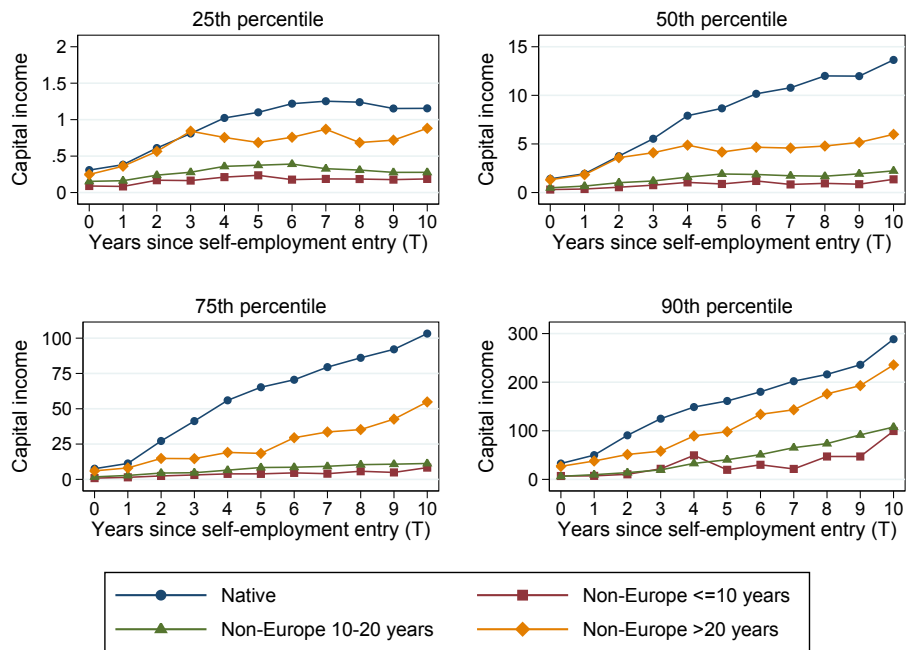 25th percentile
Capital income
2
1.5
1
.5
0
0 1 2 3 4 5 6 7 8 9 10
Years since self-employment entry (T)
50th percentile
Capital income
15
10
5
0
0 1 2 3 4 5 6 7 8 9 10
Years since self-employment entry (T)
75th percentile
Capital income
100
75
50
25
0
0 1 2 3 4 5 6 7 8 9 10
Years since self-employment entry (T)
90th percentile
Capital income
300
200
100
0
0 1 2 3 4 5 6 7 8 9 10
Years since self-employment entry (T)
Native
Non-Europe <=10 years
Non-Europe 10-20 years
Non-Europe >20 years